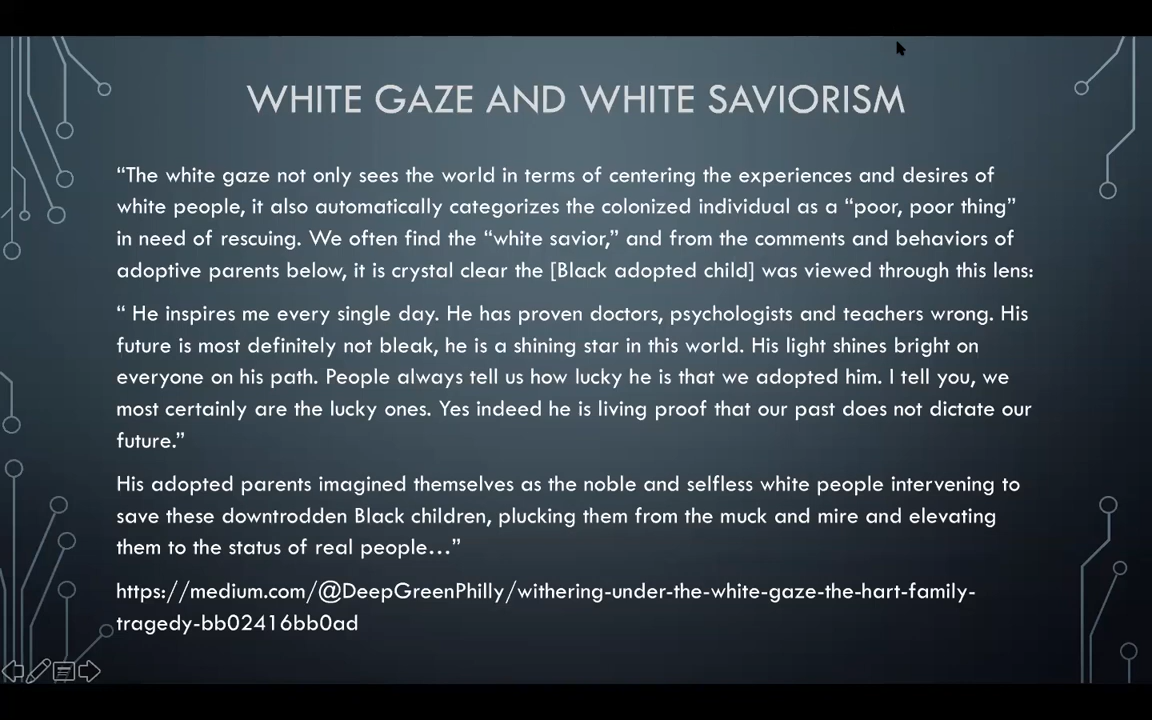 WHITE GAZE AND WHITE SAVIORISM
“The white gaze not only sees the world in terms of centering the experiences and desires of
white people, it also automatically categorizes the colonized individual as a “poor, poor thing”
in need of rescuing. We often find the “white savior,” and from the comments and behaviors of
adoptive parents below, it is crystal clear the [Black adopted child] was viewed through this lens:
“ He inspires me every single day. He has proven doctors, psychologists and teachers wrong. His
future is most definitely not bleak, he is a shining star in this world. His light shines bright on
everyone on his path. People always tell us how lucky he is that we adopted him. I tell you, we
most certainly are the lucky ones. Yes indeed he is living proof that our past does not dictate our
future.”
His adopted parents imagined themselves as the noble and selfless white people intervening to
save these downtrodden Black children, plucking them from the muck and mire and elevating
them to the status of real people…”
https://medium.com/@DeepGreenPhilly/withering-under-the-white-gaze-the-hart-family-
tragedy-bb02416bb0ad